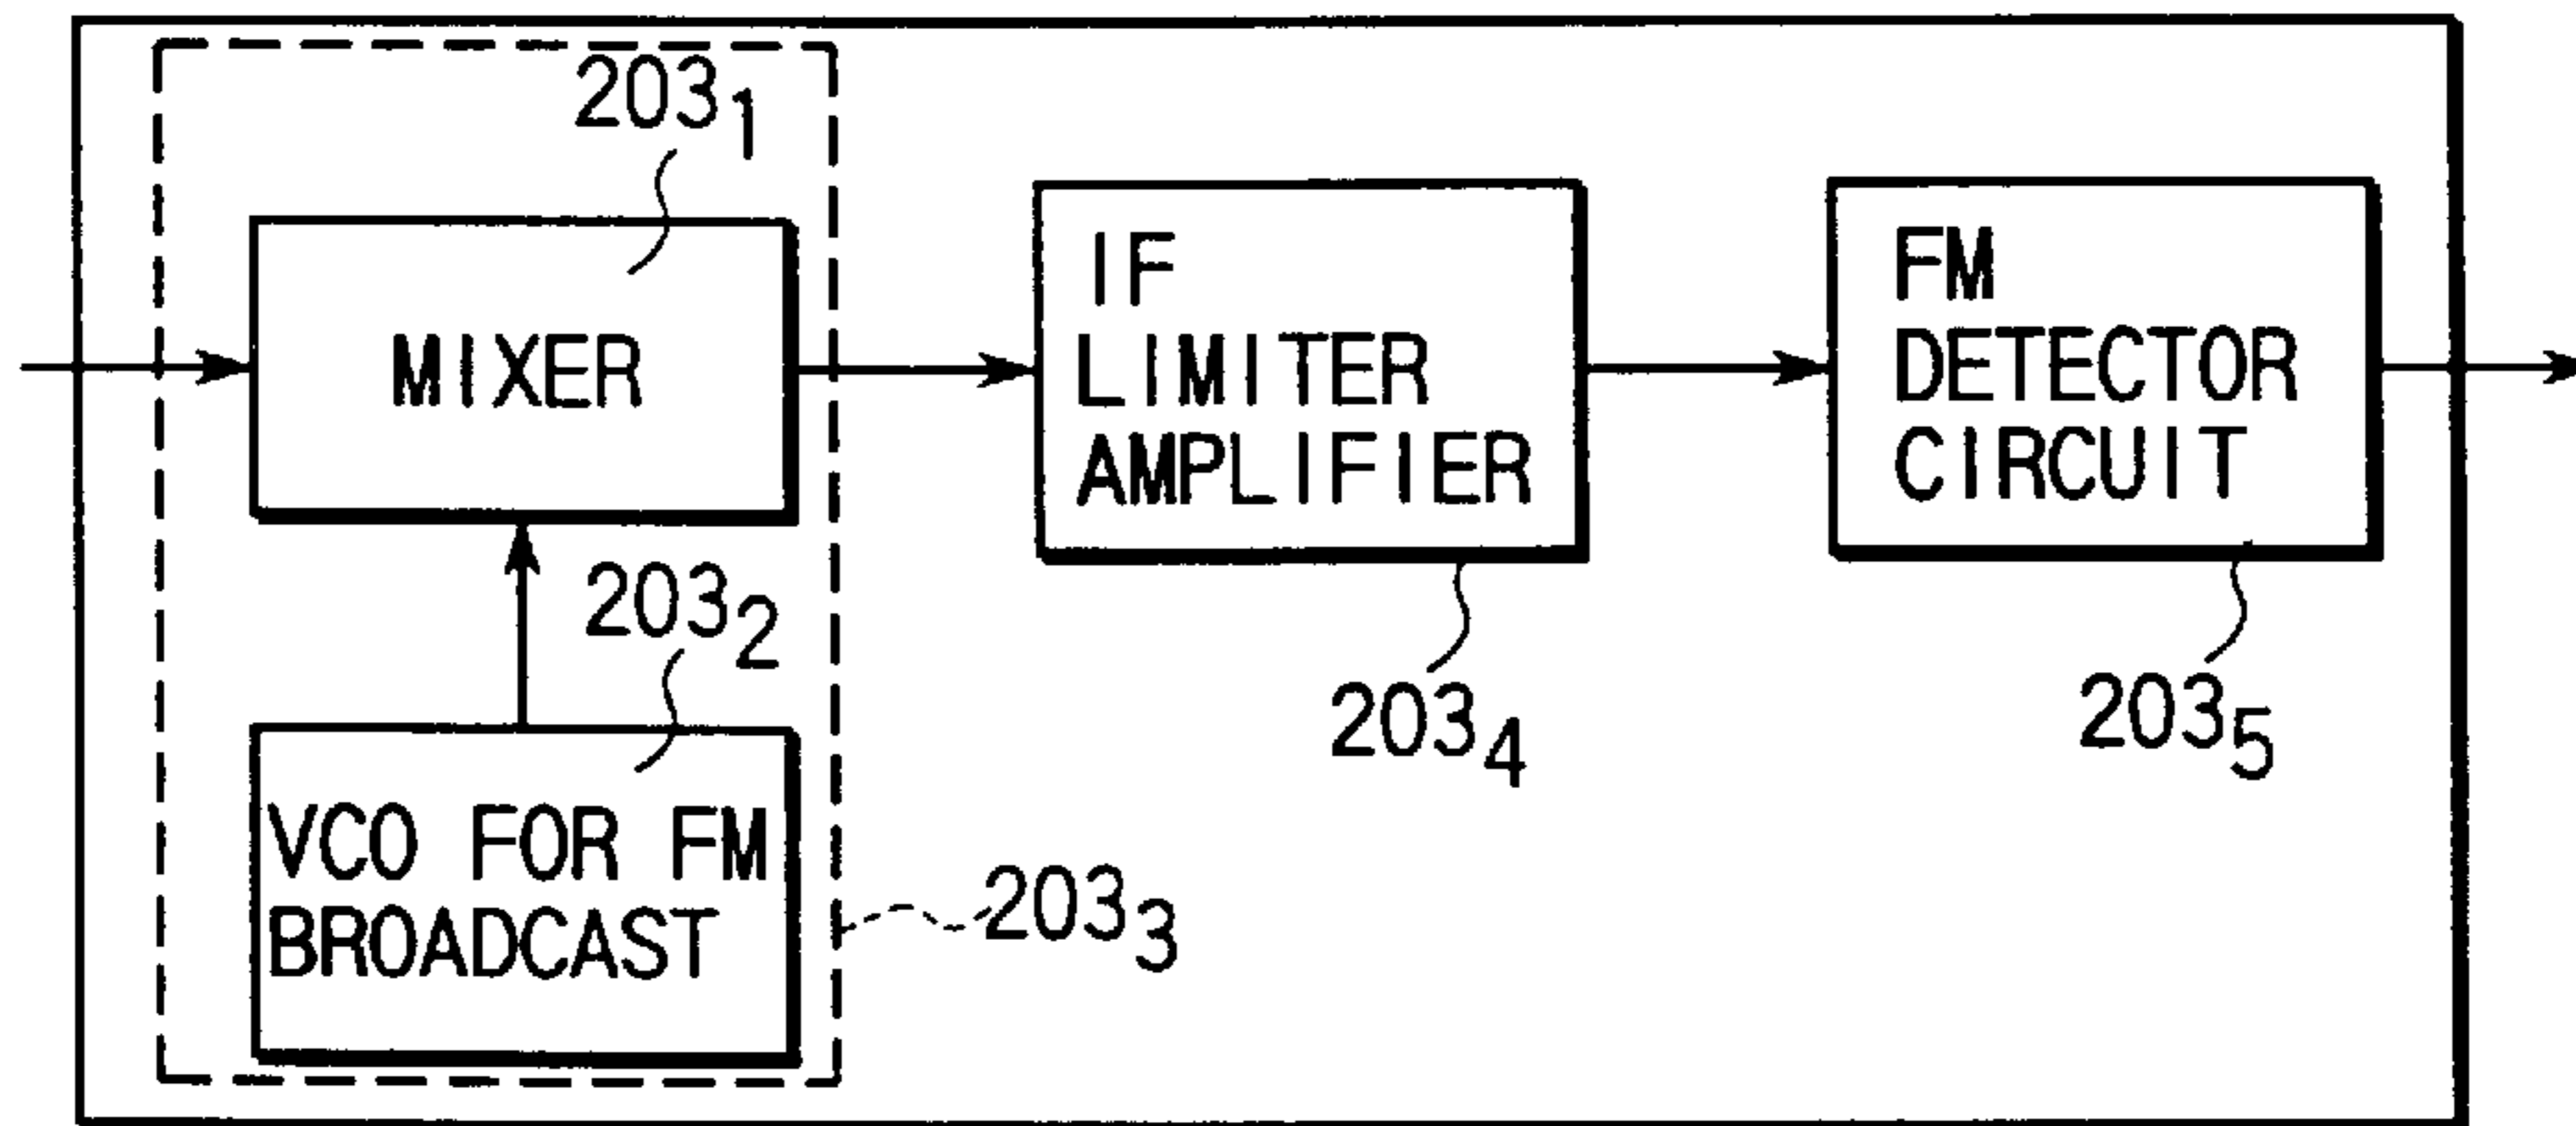 203₁
MIXER
IF
LIMITER
AMPLIFIER
FM
DETECTOR
CIRCUIT
203₂
203₄
203₅
VCO FOR FM
BROADCAST
203₃